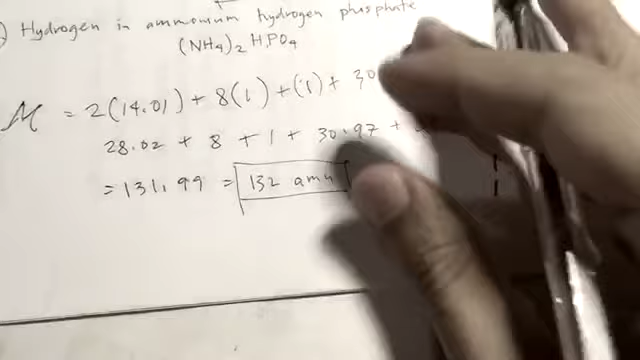 Hydrogen in ammonium hydrogen phosphate
(NH4)2 HPO4
M = 2(14.01) + 8(1) + (1) + 30
28.02 + 8 + 1 + 30.97 +
= 131.99 = 132 amu